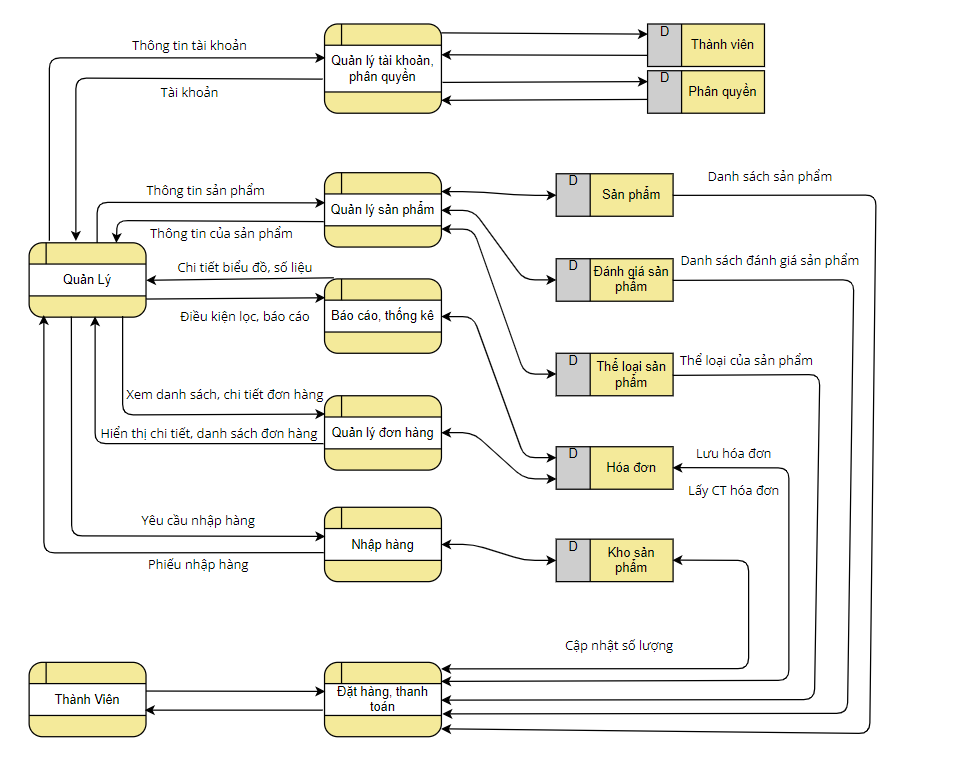 Thông tin tài khoản
Tài khoản
Quản lý tài khoản,
phân quyền
D
Thành viên
D
Phân quyền
Thông tin sản phẩm
Thông tin của sản phẩm
Quản lý sản phẩm
D
Sản phẩm
Danh sách sản phẩm
Quản Lý
Chi tiết biểu đồ, số liệu
Điều kiện lọc, báo cáo
Báo cáo, thống kê
D
Đánh giá sản
phẩm
Danh sách đánh giá sản phẩm
D
Thể loại sản
phẩm
Thể loại của sản phẩm
Xem danh sách, chi tiết đơn hàng
Hiển thị chi tiết, danh sách đơn hàng
Quản lý đơn hàng
D
Hóa đơn
Lưu hóa đơn
Lấy CT hóa đơn
Yêu cầu nhập hàng
Phiếu nhập hàng
Nhập hàng
D
Kho sản
phẩm
Cập nhật số lượng
Thành Viên
Đặt hàng, thanh
toán